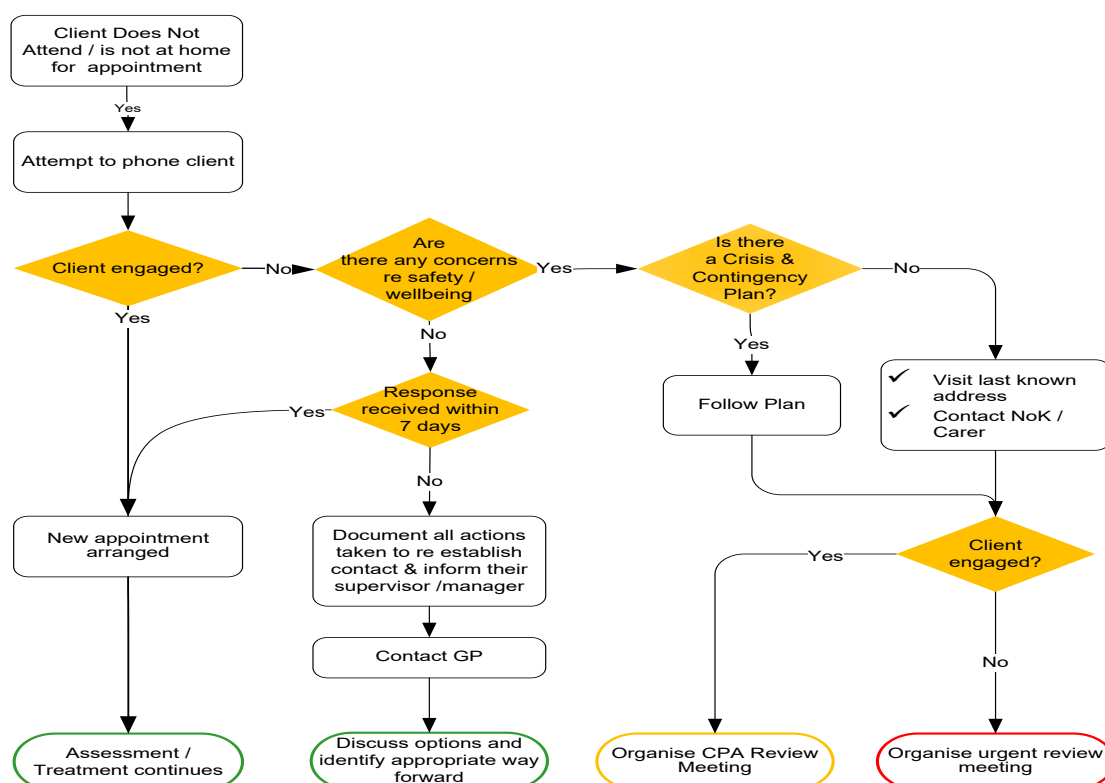 Client Does Not
Attend / is not at home
for appointment
Yes
Attempt to phone client
Client engaged?
No
Are
there any concerns
re safety /
wellbeing
Yes
Is there
a Crisis &
Contingency
Plan?
No
Yes
No
Yes
✓ Visit last known
address
✓ Contact NoK /
Carer
Follow Plan
Response
received within
7 days
Yes
No
New appointment
arranged
Document all actions
taken to re establish
contact & inform their
supervisor /manager
Client
engaged?
Yes
No
Contact GP
Assessment /
Treatment continues
Discuss options and
identify appropriate way
forward
Organise CPA Review
Meeting
Organise urgent review
meeting